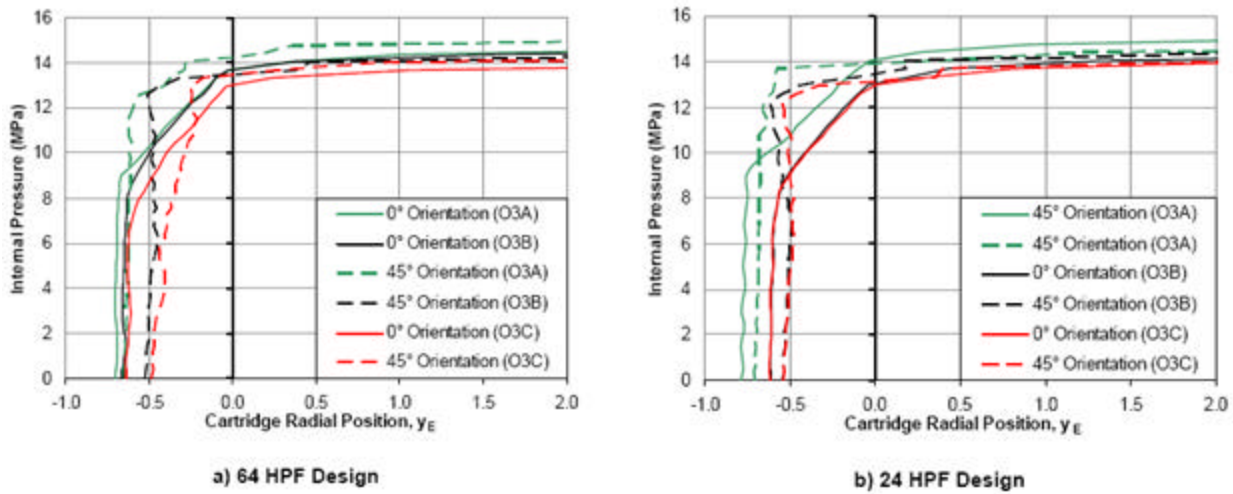 16
14
12
10
8
6
4
2
0
Internal Pressure (MPa)
0° Orientation (O3A)
0° Orientation (O3B)
45° Orientation (O3A)
45° Orientation (O3B)
0° Orientation (O3C)
45° Orientation (O3C)
-1.0 -0.5 0.0 0.5 1.0 1.5 2.0
Cartridge Radial Position, yE
a) 64 HPF Design
16
14
12
10
8
6
4
2
0
Internal Pressure (MPa)
45° Orientation (O3A)
45° Orientation (O3A)
0° Orientation (O3B)
45° Orientation (O3B)
0° Orientation (O3C)
45° Orientation (O3C)
-1.0 -0.5 0.0 0.5 1.0 1.5 2.0
Cartridge Radial Position, y E
b) 24 HPF Design